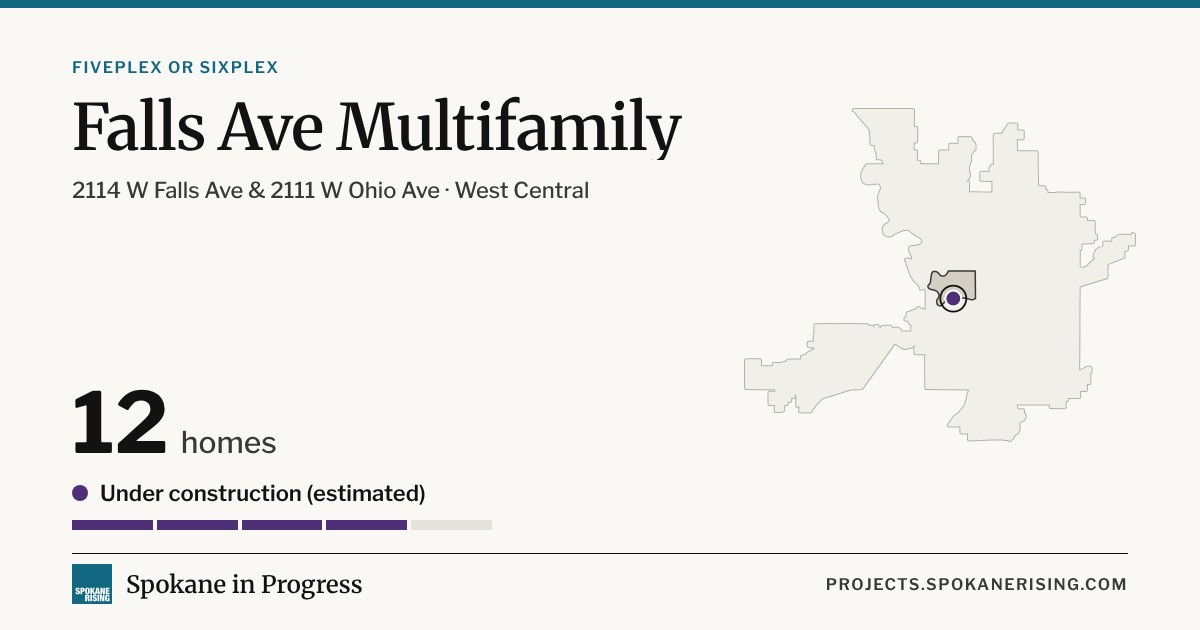 FIVEPLEX OR SIXPLEX
Falls Ave Multifamily
2114 W Falls Ave & 2111 W Ohio Ave · West Central
12 homes
Under construction (estimated)
SPOKANE
RISING
Spokane in Progress
PROJECTS.SPOKANERISING.COM